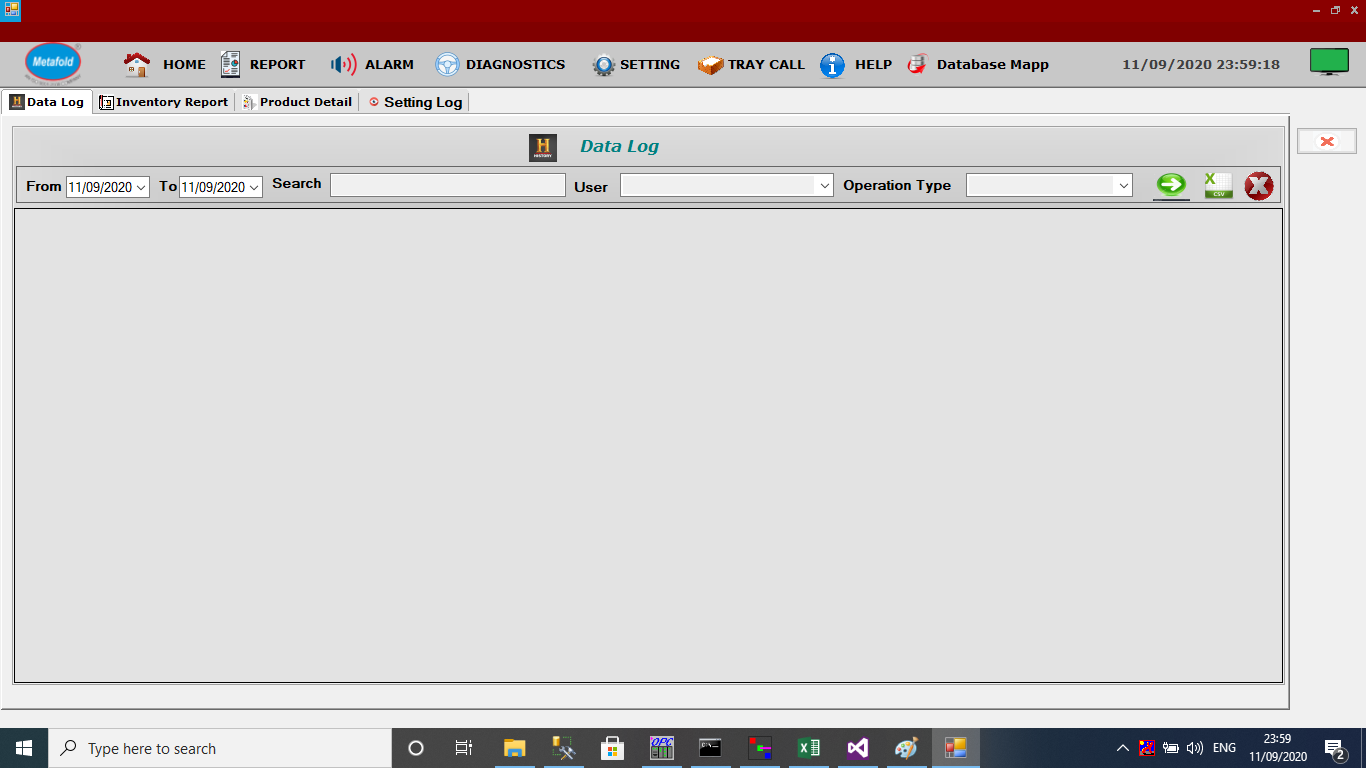 Metafold
HOME REPORT ALARM DIAGNOSTICS SETTING TRAY CALL HELP Database Mapp 11/09/2020 23:59:18
Data Log Inventory Report Product Detail Setting Log
H HISTORY Data Log
From 11/09/2020 To 11/09/2020 Search User Operation Type X CSV
Type here to search OPC ENG 23:59
11/09/2020 2